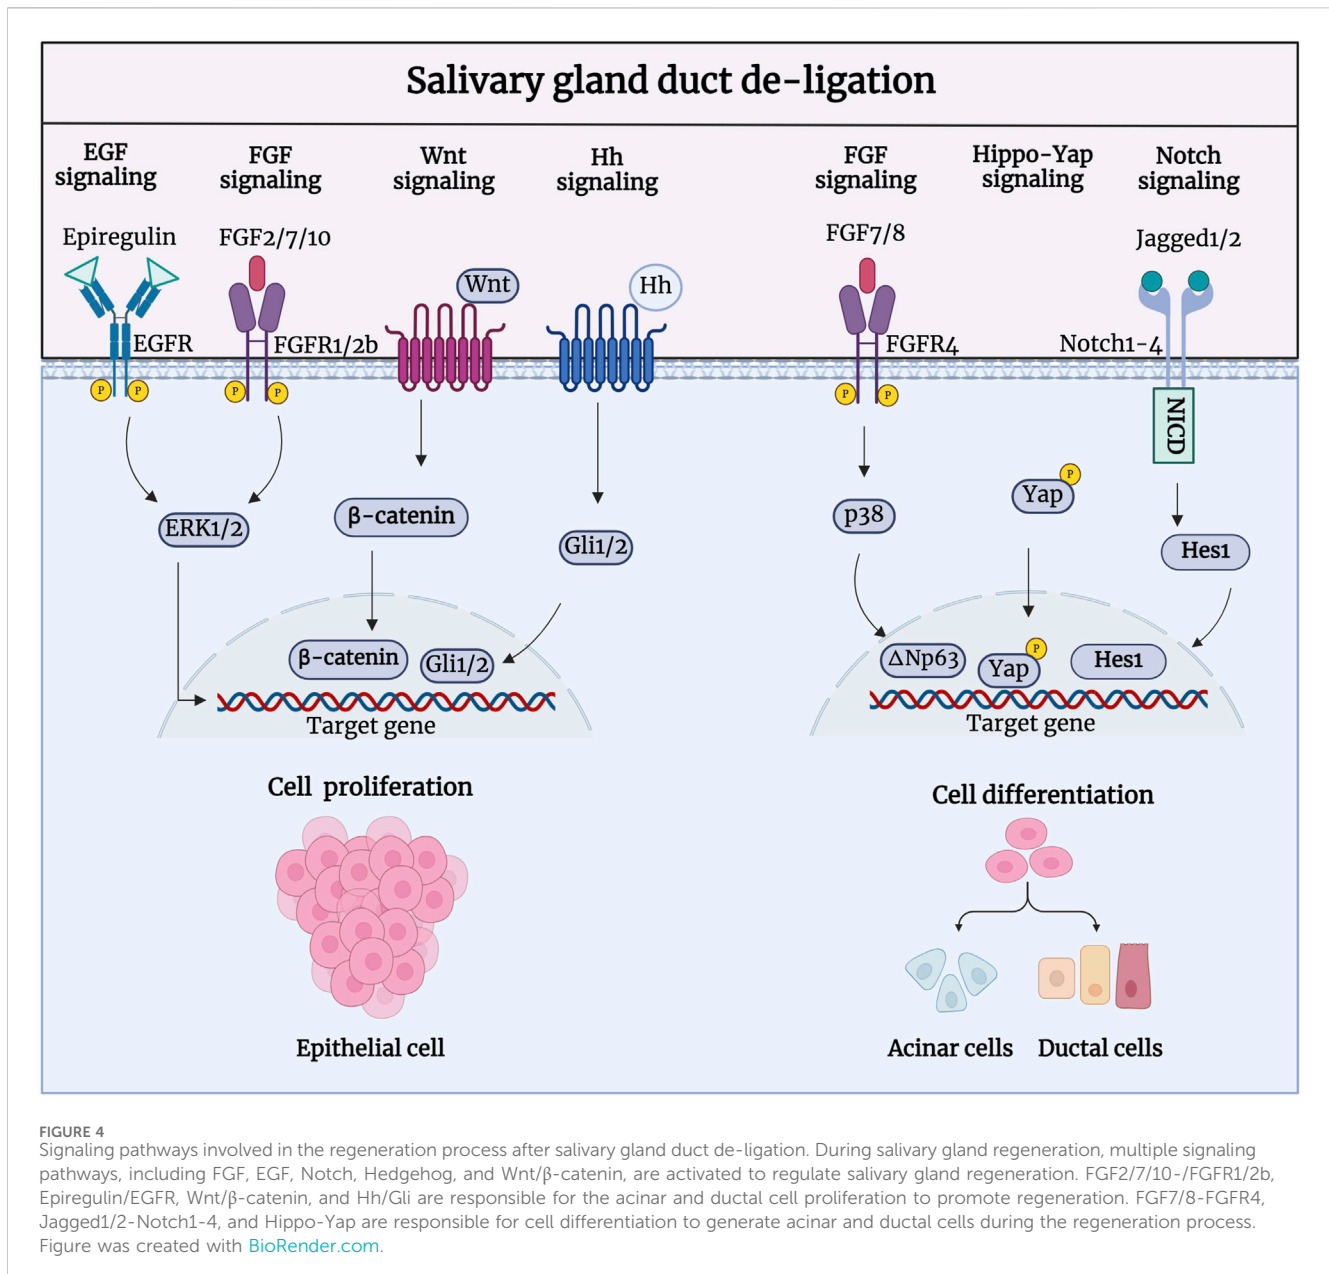 Salivary gland duct de-ligation
EGF
signaling
FGF
signaling
Wnt
signaling
Hh
signaling
FGF
signaling
Hippo-Yap
signaling
Notch
signaling
Epiregulin
FGF2/7/10
FGF7/8
Jagged1/2
Wnt
Hh
EGFR
FGFR1/2b
FGFR4
Notch1-4
P
P
P
P
P
P
NICD
ERK1/2
β-catenin
Gli1/2
p38
Yap
P
Hes1
β-catenin
Gli1/2
ΔNp63
Yap
P
Hes1
Target gene
Target gene
Cell proliferation
Cell differentiation
Epithelial cell
Acinar cells
Ductal cells
FIGURE 4
Signaling pathways involved in the regeneration process after salivary gland duct de-ligation. During salivary gland regeneration, multiple signaling
pathways, including FGF, EGF, Notch, Hedgehog, and Wnt/β-catenin, are activated to regulate salivary gland regeneration. FGF2/7/10-/FGFR1/2b,
Epiregulin/EGFR, Wnt/β-catenin, and Hh/Gli are responsible for the acinar and ductal cell proliferation to promote regeneration. FGF7/8-FGFR4,
Jagged1/2-Notch1-4, and Hippo-Yap are responsible for cell differentiation to generate acinar and ductal cells during the regeneration process.
Figure was created with BioRender.com.